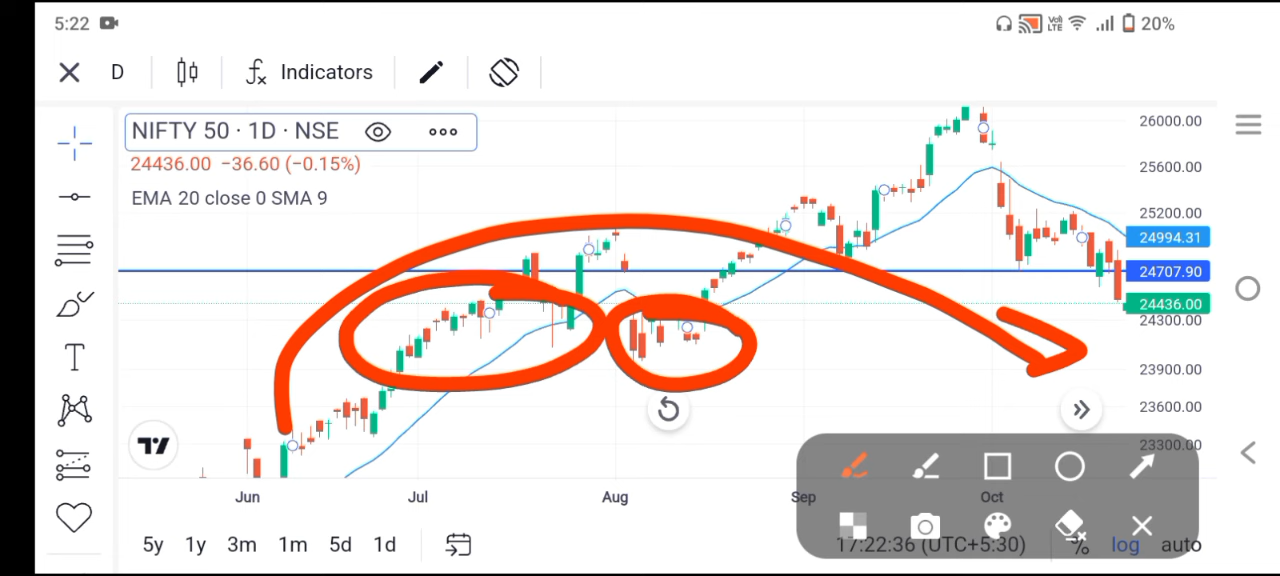 5:22
Vo) LTE 20%
D
Indicators
NIFTY 50 · 1D · NSE
24436.00 −36.60 (−0.15%)
EMA 20 close 0 SMA 9
26000.00
25600.00
25200.00
24994.31
24707.90
24436.00
24300.00
23900.00
23600.00
23300.00
Jun Jul Aug Sep Oct
5y 1y 3m 1m 5d 1d
17:22:36 (UTC+5:30) % log auto